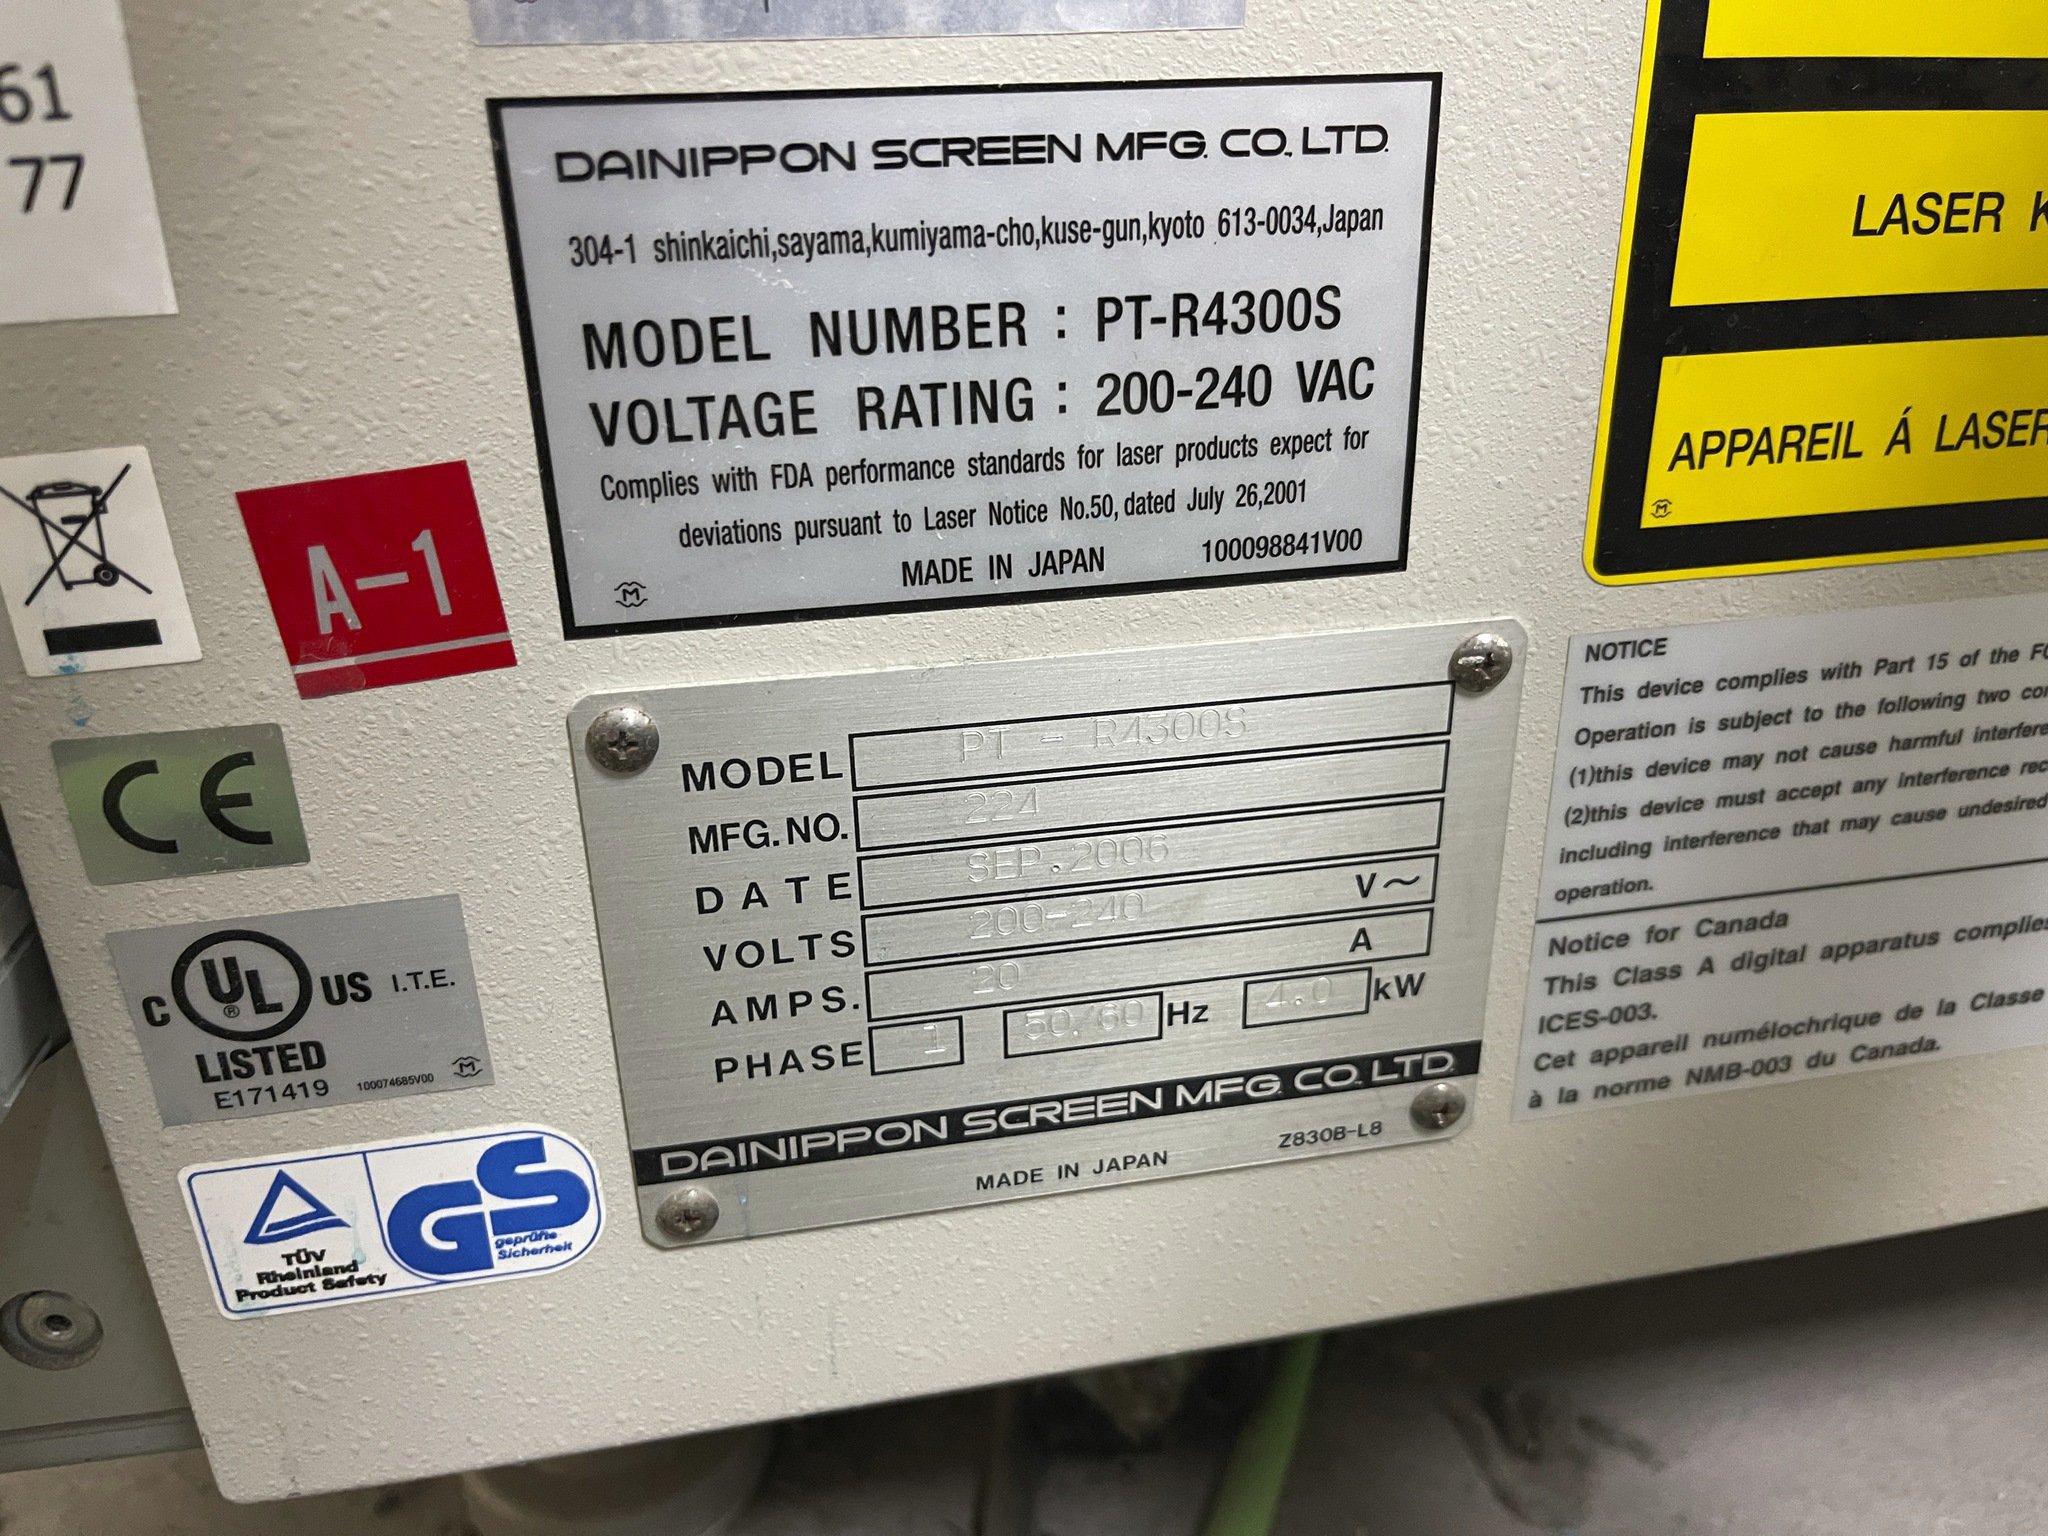 61
77
DAINIPPON SCREEN MFG. CO., LTD.
304-1 shinkaichi,sayama,kumiyama-cho,kuse-gun,kyoto 613-0034,Japan
MODEL NUMBER : PT-R4300S
VOLTAGE RATING : 200-240 VAC
Complies with FDA performance standards for laser products expect for
deviations pursuant to Laser Notice No.50, dated July 26,2001
MADE IN JAPAN 100098841V00
M
LASER
APPAREIL Á LASER
M
A-1
CE
C UL® US I.T.E.
LISTED
E171419 100074685V00 M
TÜV
Rheinland
Product Safety
GS
geprüfte
Sicherheit
MODEL PT - R4300S
MFG.NO. 224
DATE SEP.2006
VOLTS 200-240 V~
AMPS. 20 A
PHASE 1 50/60 Hz 4.0 kW
DAINIPPON SCREEN MFG. CO. LTD.
MADE IN JAPAN Z830B-L8
NOTICE
This device complies with Part 15 of the
Operation is subject to the following two
(1)this device may not cause harmful
(2)this device must accept any interference
including interference that may cause undesired
operation.
Notice for Canada
This Class A digital apparatus complies
ICES-003.
Cet appareil numélochrique de la Classe
à la norme NMB-003 du Canada.